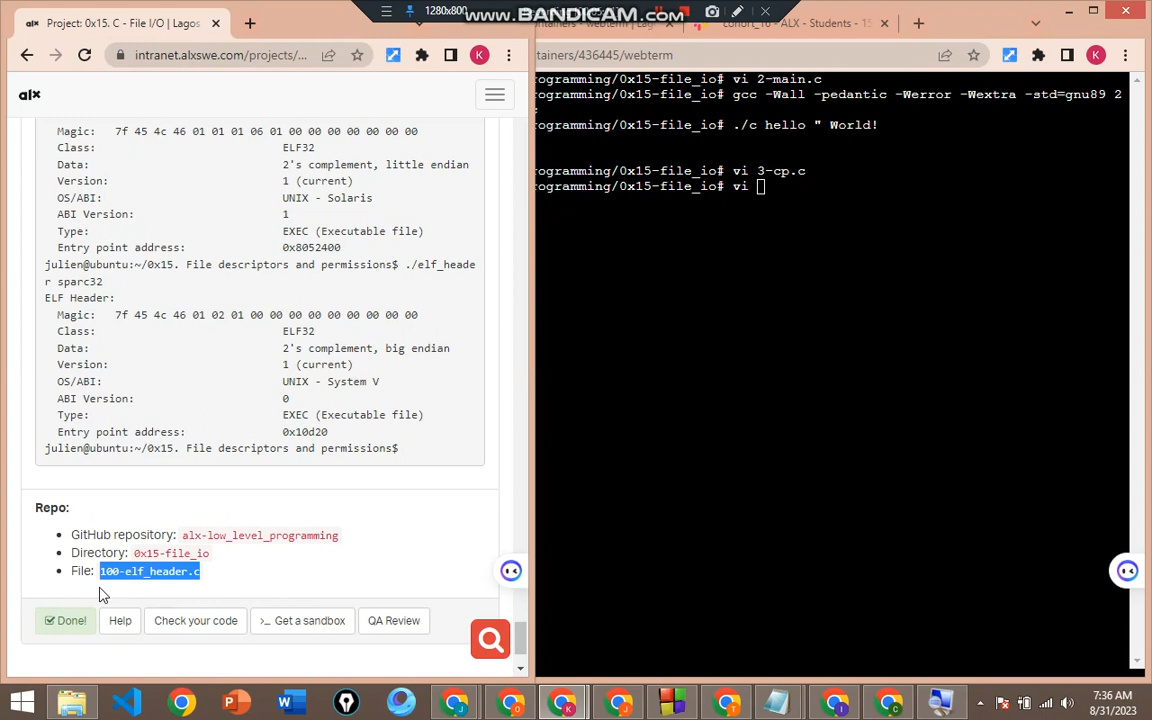 1280x800
www.BANDICAM.com
Project: 0x15. C - File I/O | Lagos
webterm | Lag
cohort_16 - ALX - Students - 15
intranet.alxswe.com/projects/...
K
tainers/436445/webterm
K
alx
Magic: 7f 45 4c 46 01 01 01 06 01 00 00 00 00 00 00 00
Class: ELF32
Data: 2's complement, little endian
Version: 1 (current)
OS/ABI: UNIX - Solaris
ABI Version: 1
Type: EXEC (Executable file)
Entry point address: 0x8052400
julien@ubuntu:~/0x15. File descriptors and permissions$ ./elf_heade
r sparc32
ELF Header:
Magic: 7f 45 4c 46 01 02 01 00 00 00 00 00 00 00 00 00
Class: ELF32
Data: 2's complement, big endian
Version: 1 (current)
OS/ABI: UNIX - System V
ABI Version: 0
Type: EXEC (Executable file)
Entry point address: 0x10d20
julien@ubuntu:~/0x15. File descriptors and permissions$
Repo:
GitHub repository: alx-low_level_programming
Directory: 0x15-file_io
File: 100-elf_header.c
Done!
Help
Check your code
>_ Get a sandbox
QA Review
rogramming/0x15-file_io# vi 2-main.c
rogramming/0x15-file_io# gcc -Wall -pedantic -Werror -Wextra -std=gnu89 2
rogramming/0x15-file_io# ./c hello " World!
rogramming/0x15-file_io# vi 3-cp.c
rogramming/0x15-file_io# vi
7:36 AM
8/31/2023